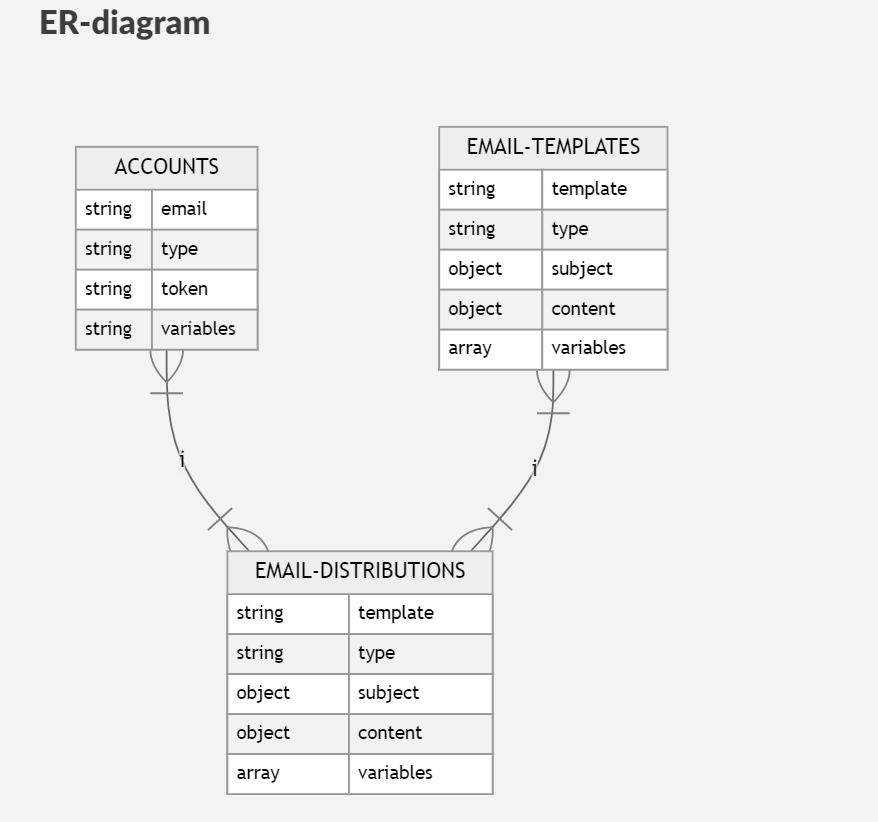 ER-diagram
ACCOUNTS
string email
string type
string token
string variables
EMAIL-TEMPLATES
string template
string type
object subject
object content
array variables
i
i
EMAIL-DISTRIBUTIONS
string template
string type
object subject
object content
array variables